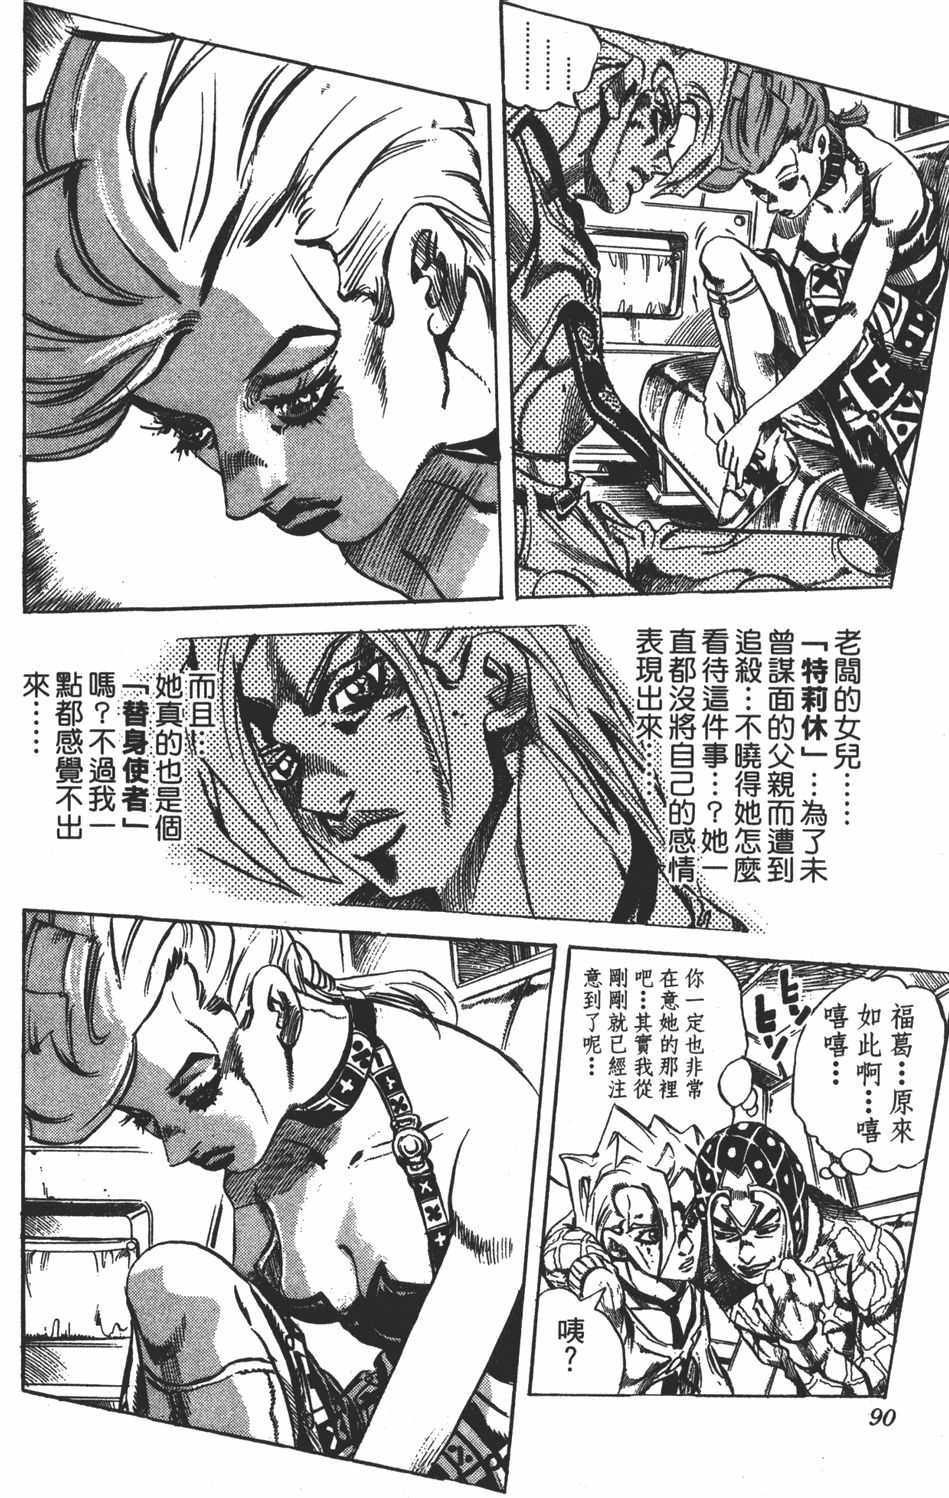 ………
………
老闆的女兒……
「特莉休」…為了未
曾謀面的父親而遭到
追殺…不曉得她怎麼
看待這件事…？她一
直都沒將自己的感情
表現出來……
而且…
她真的也是個
「替身使者」
嗎？不過我一
點都感覺不出
來……
福葛…原來
如此啊…嘻
嘻嘻…
ヒソ
ヒソ
你一定也非常
在意她的那裡
吧…其實我從
剛剛就已經注
意到了呢…
咦？
90